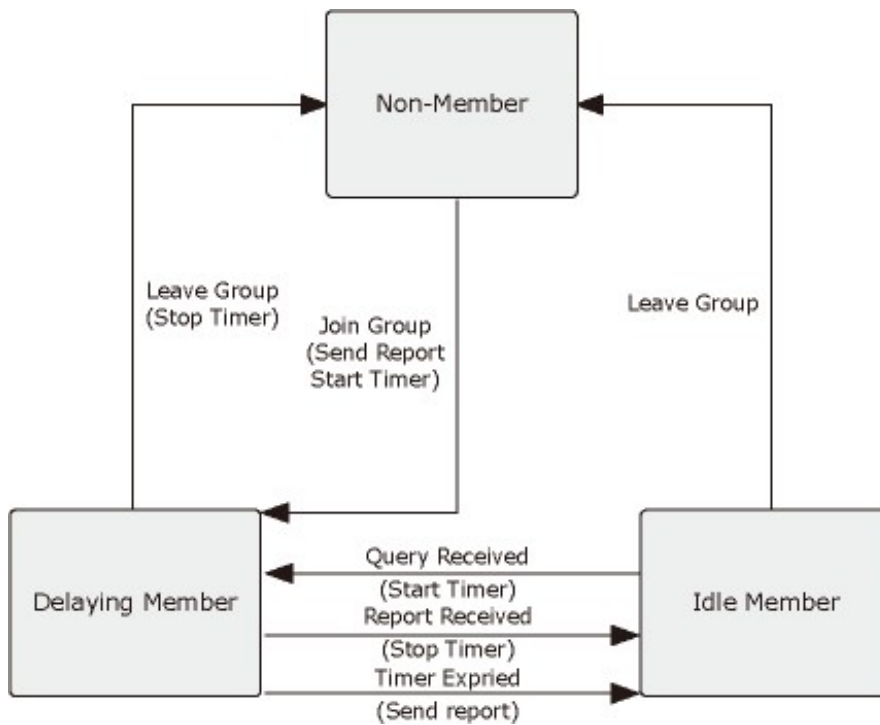 Non-Member
Leave Group
(Stop Timer)
Join Group
(Send Report
Start Timer)
Leave Group
Delaying Member
Query Received
(Start Timer)
Report Received
(Stop Timer)
Timer Expried
(Send report)
Idle Member